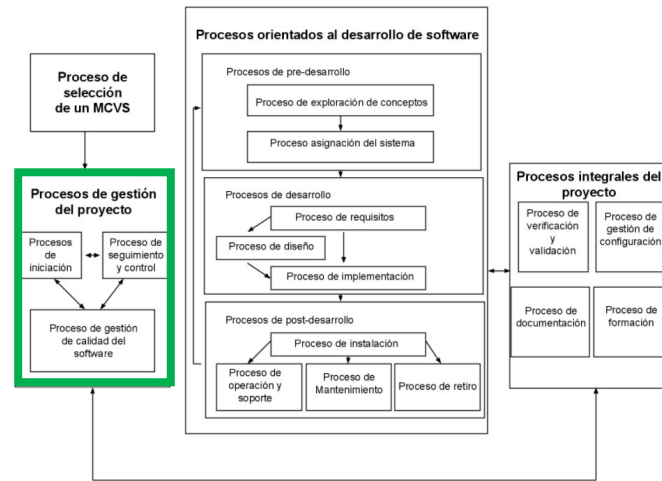 Proceso de
selección
de un MCVS
Procesos de gestión
del proyecto
Procesos
de
iniciación
Proceso de
seguimiento
y control
Proceso de gestión
de calidad del
software
Procesos orientados al desarrollo de software
Procesos de pre-desarrollo
Proceso de exploración de conceptos
Proceso asignación del sistema
Procesos de desarrollo
Proceso de requisitos
Proceso de diseño
Proceso de implementación
Procesos de post-desarrollo
Proceso de instalación
Proceso de
operación y
soporte
Proceso de
Mantenimiento
Proceso de retiro
Procesos integrales del
proyecto
Proceso de
verificación
y
validación
Proceso de
gestión de
configuración
Proceso de
documentación
Proceso de
formación